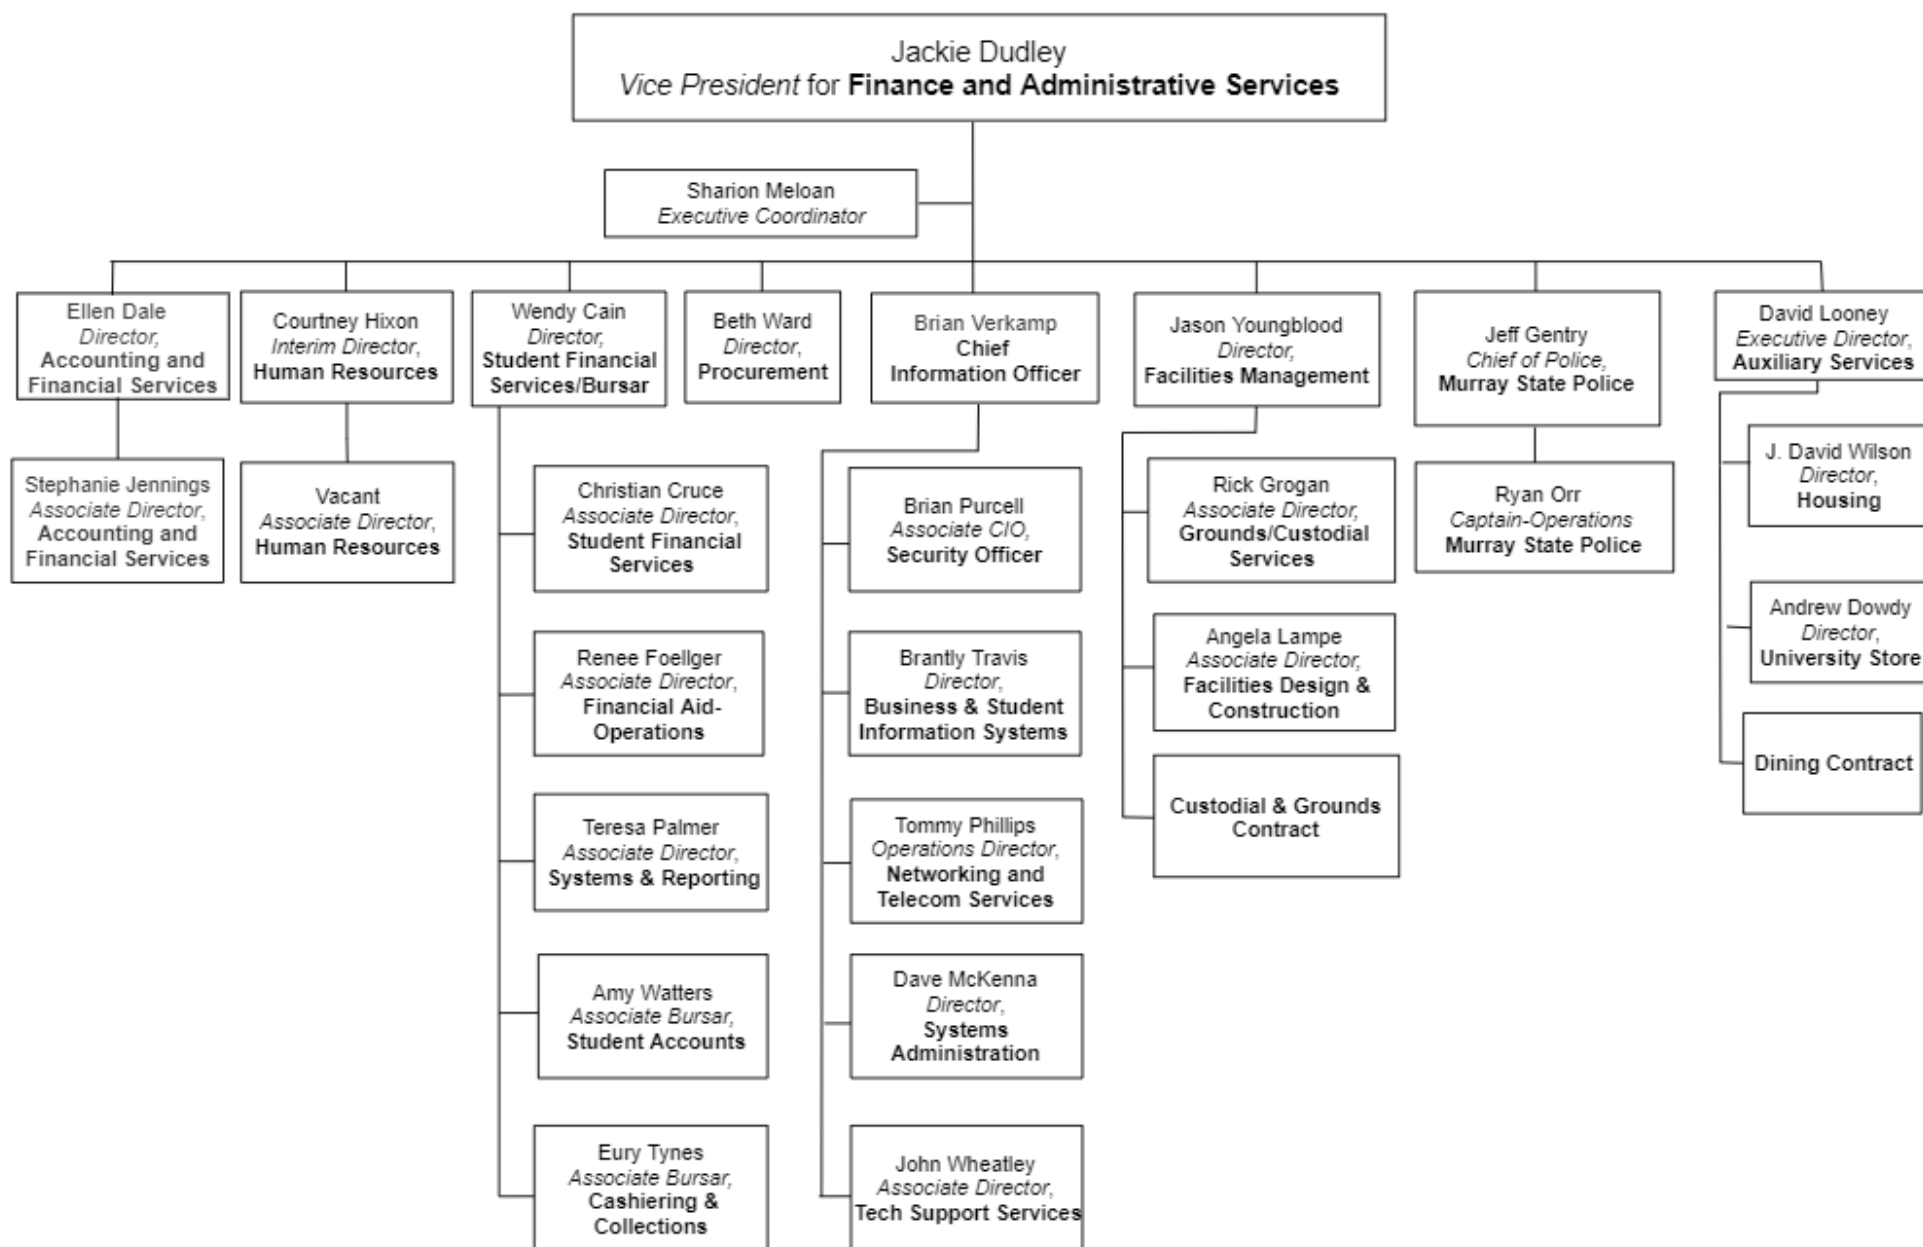 Jackie Dudley
Vice President for Finance and Administrative Services
Sharion Meloan
Executive Coordinator
Ellen Dale
Director,
Accounting and
Financial Services
Courtney Hixon
Interim Director,
Human Resources
Wendy Cain
Director,
Student Financial
Services/Bursar
Beth Ward
Director,
Procurement
Brian Verkamp
Chief
Information Officer
Jason Youngblood
Director,
Facilities Management
Jeff Gentry
Chief of Police,
Murray State Police
David Looney
Executive Director,
Auxiliary Services
Stephanie Jennings
Associate Director,
Accounting and
Financial Services
Vacant
Associate Director,
Human Resources
Christian Cruce
Associate Director,
Student Financial
Services
Renee Foellger
Associate Director,
Financial Aid-
Operations
Teresa Palmer
Associate Director,
Systems & Reporting
Amy Watters
Associate Bursar,
Student Accounts
Eury Tynes
Associate Bursar,
Cashiering &
Collections
Brian Purcell
Associate CIO,
Security Officer
Brantly Travis
Director,
Business & Student
Information Systems
Tommy Phillips
Operations Director,
Networking and
Telecom Services
Dave McKenna
Director,
Systems
Administration
John Wheatley
Associate Director,
Tech Support Services
Rick Grogan
Associate Director,
Grounds/Custodial
Services
Angela Lampe
Associate Director,
Facilities Design &
Construction
Custodial & Grounds
Contract
Ryan Orr
Captain-Operations
Murray State Police
J. David Wilson
Director,
Housing
Andrew Dowdy
Director,
University Store
Dining Contract